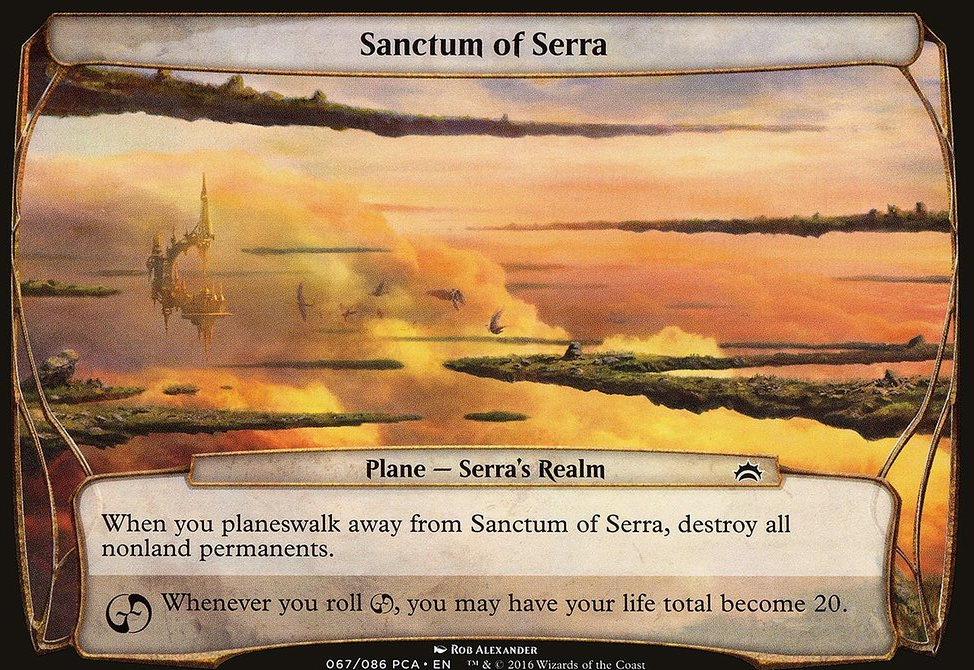 Sanctum of Serra
Plane — Serra's Realm
When you planeswalk away from Sanctum of Serra, destroy all
nonland permanents.
Whenever you roll , you may have your life total become 20.
Rob Alexander
067/086 PCA • EN ™ & © 2016 Wizards of the Coast